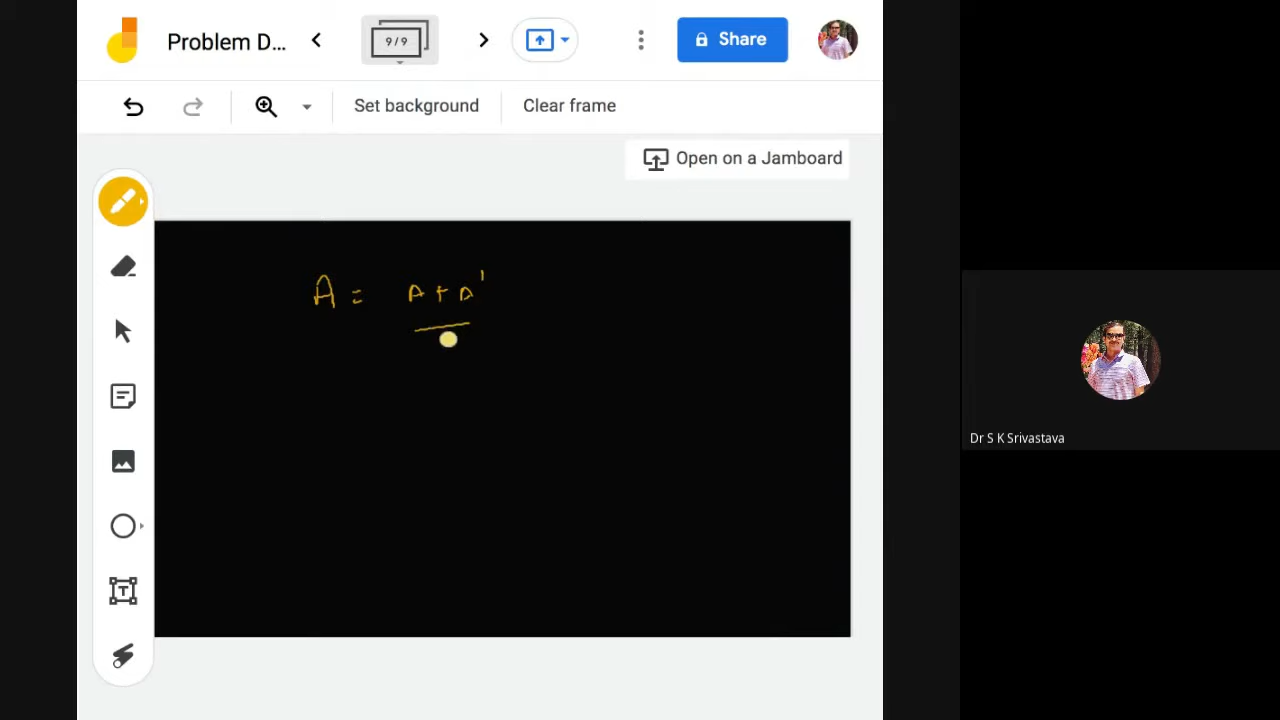 Problem D...
9/9
Share
Set background
Clear frame
Open on a Jamboard
A = A + A'
Dr S K Srivastava